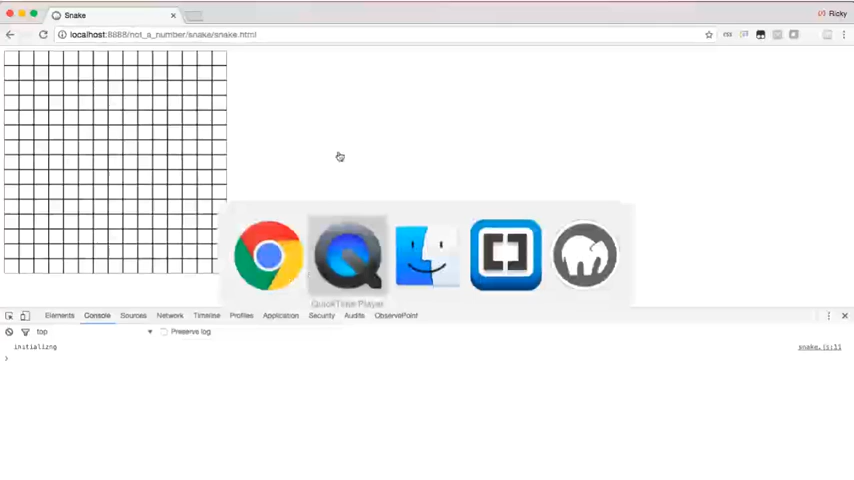 Snake
Ricky
localhost:8888/not_a_number/snake/snake.html
QuickTime Player
Elements Console Sources Network Timeline Profiles Application Security Audits ObservePoint
top
Preserve log
initializng
snake.js:11